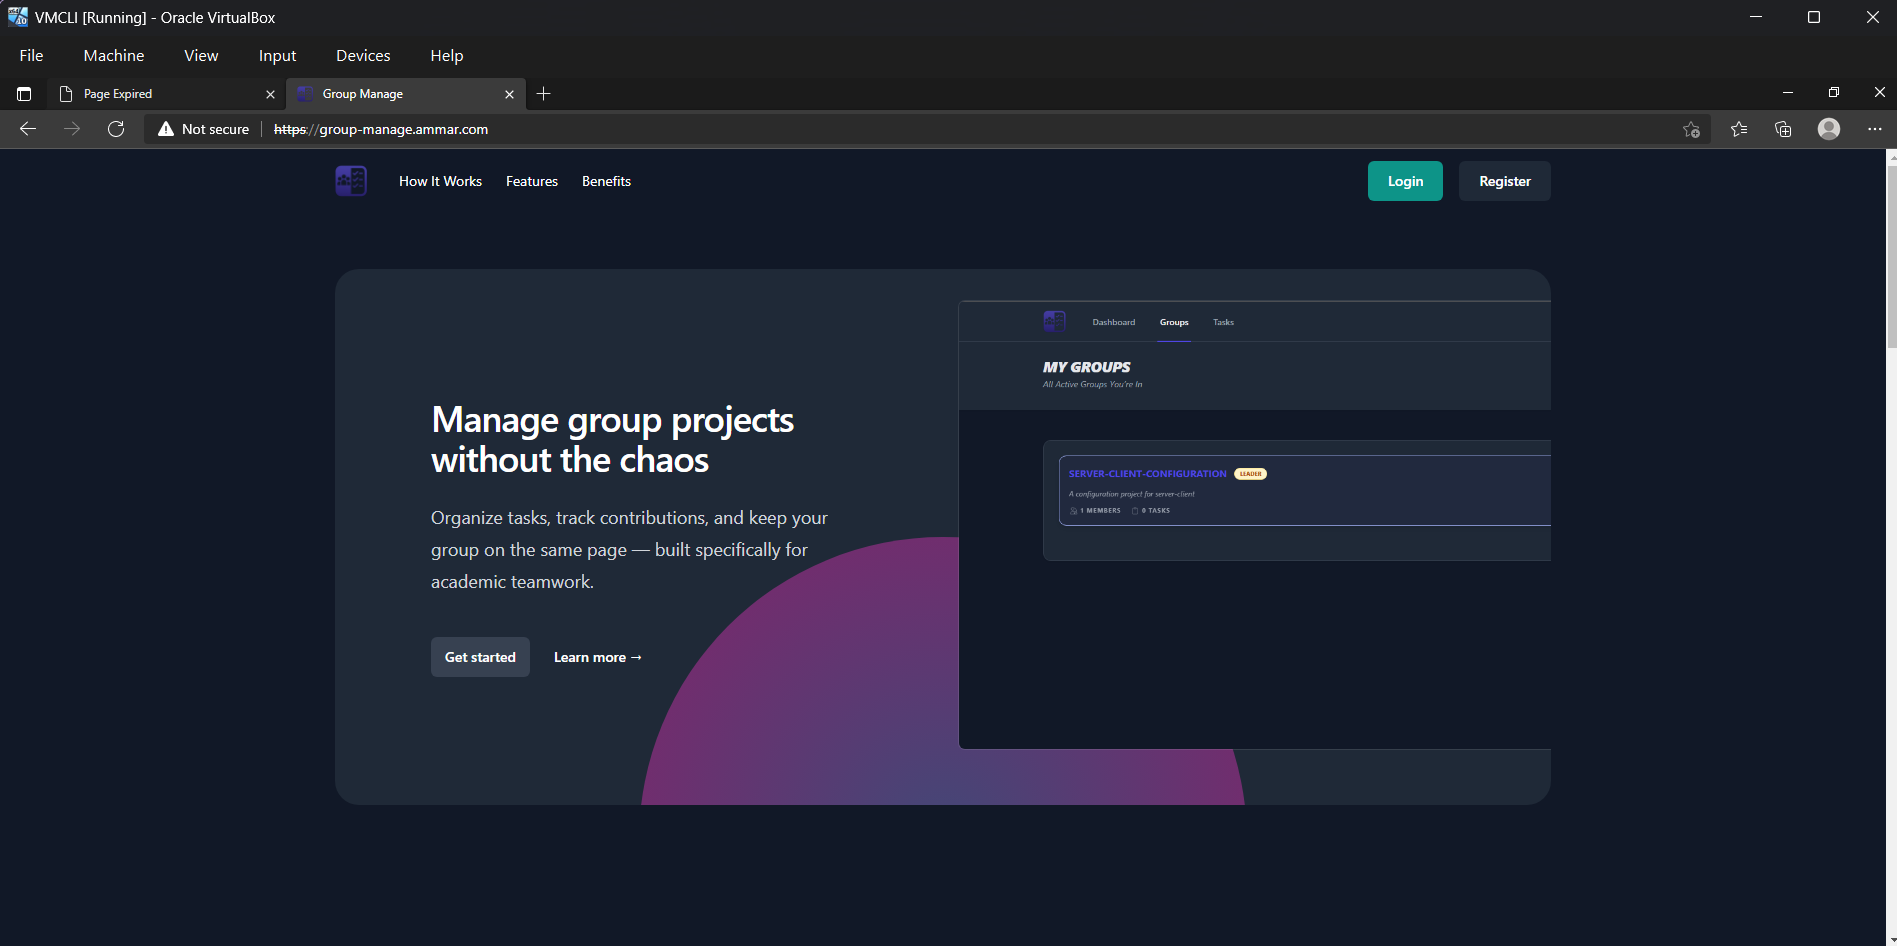 VMCLI [Running] - Oracle VirtualBox
File Machine View Input Devices Help
Page Expired
Group Manage
Not secure
https://group-manage.ammar.com
How It Works Features Benefits
Login Register
Manage group projects
without the chaos
Organize tasks, track contributions, and keep your
group on the same page — built specifically for
academic teamwork.
Get started Learn more →
Dashboard Groups Tasks
MY GROUPS
All Active Groups You're In
SERVER-CLIENT-CONFIGURATION LEADER
A configuration project for server-client
1 MEMBERS 0 TASKS